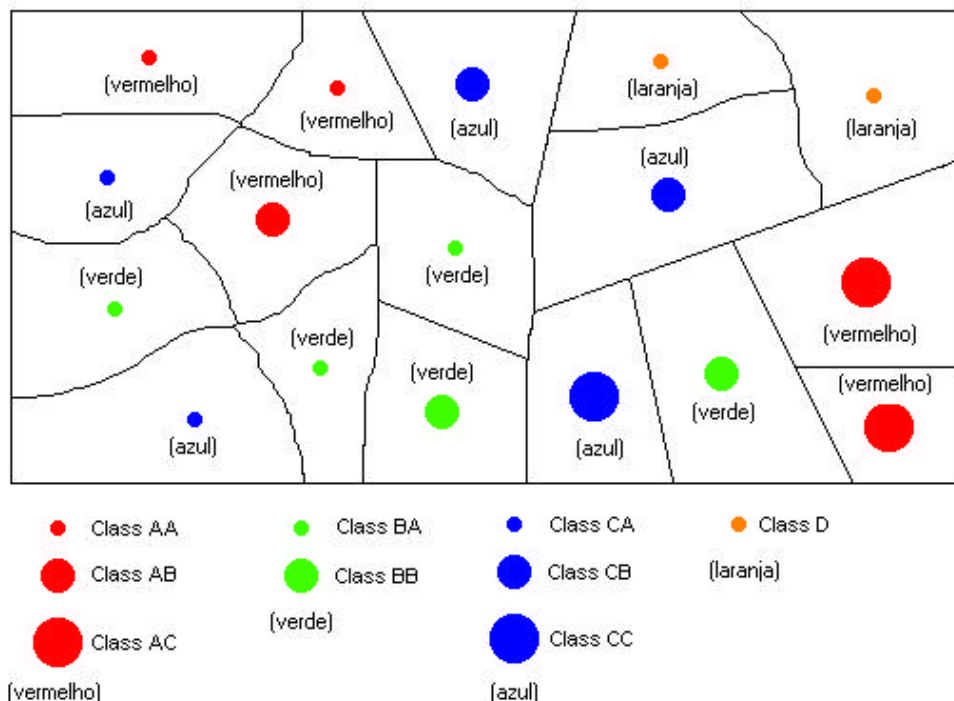 (vermelho)
(vermelho)
(azul)
(laranja)
(laranja)
(azul)
(vermelho)
(azul)
(verde)
(verde)
(vermelho)
(verde)
(verde)
(vermelho)
(azul)
(azul)
(verde)
Class AA
Class BA
Class CA
Class D
Class AB
Class BB
Class CB
(laranja)
(verde)
Class AC
Class CC
(vermelho)
(azul)